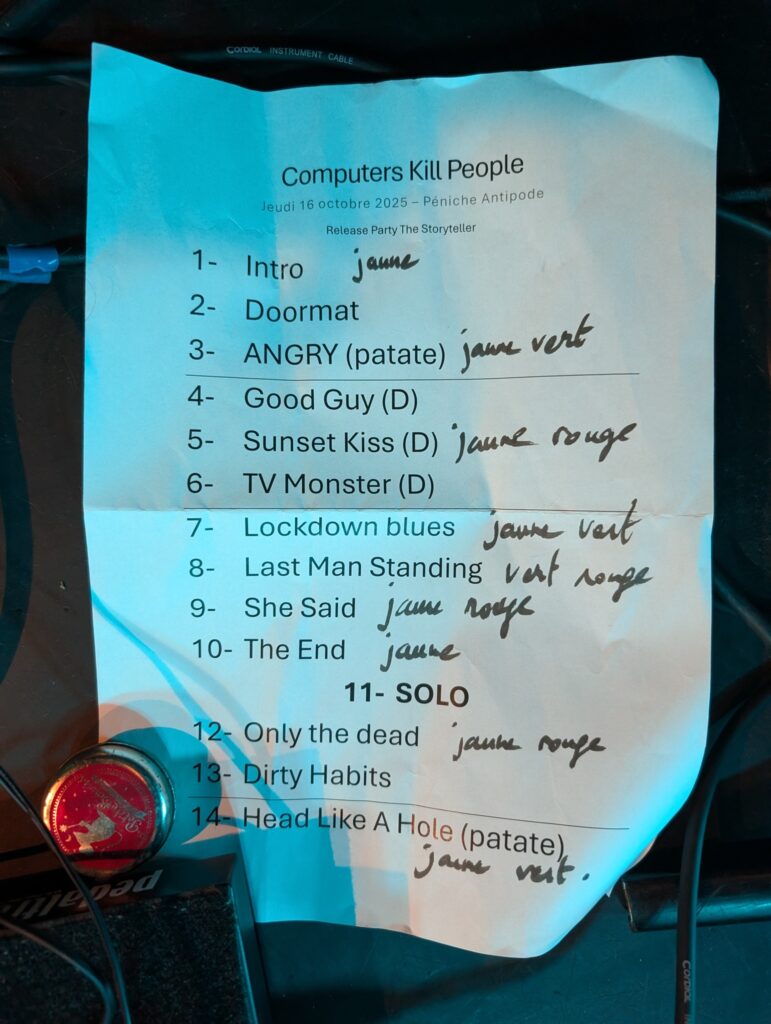 Cordial INSTRUMENT CABLE
Computers Kill People
Jeudi 16 octobre 2025 – Péniche Antipode
Release Party The Storyteller
1- Intro jaune
2- Doormat
3- ANGRY (patate) jaune vert
4- Good Guy (D)
5- Sunset Kiss (D) jaune rouge
6- TV Monster (D)
7- Lockdown blues jaune vert
8- Last Man Standing vert rouge
9- She Said jaune rouge
10- The End jaune
11- SOLO
12- Only the dead jaune rouge
13- Dirty Habits
14- Head Like A Hole (patate)
jaune vert.
Cordial